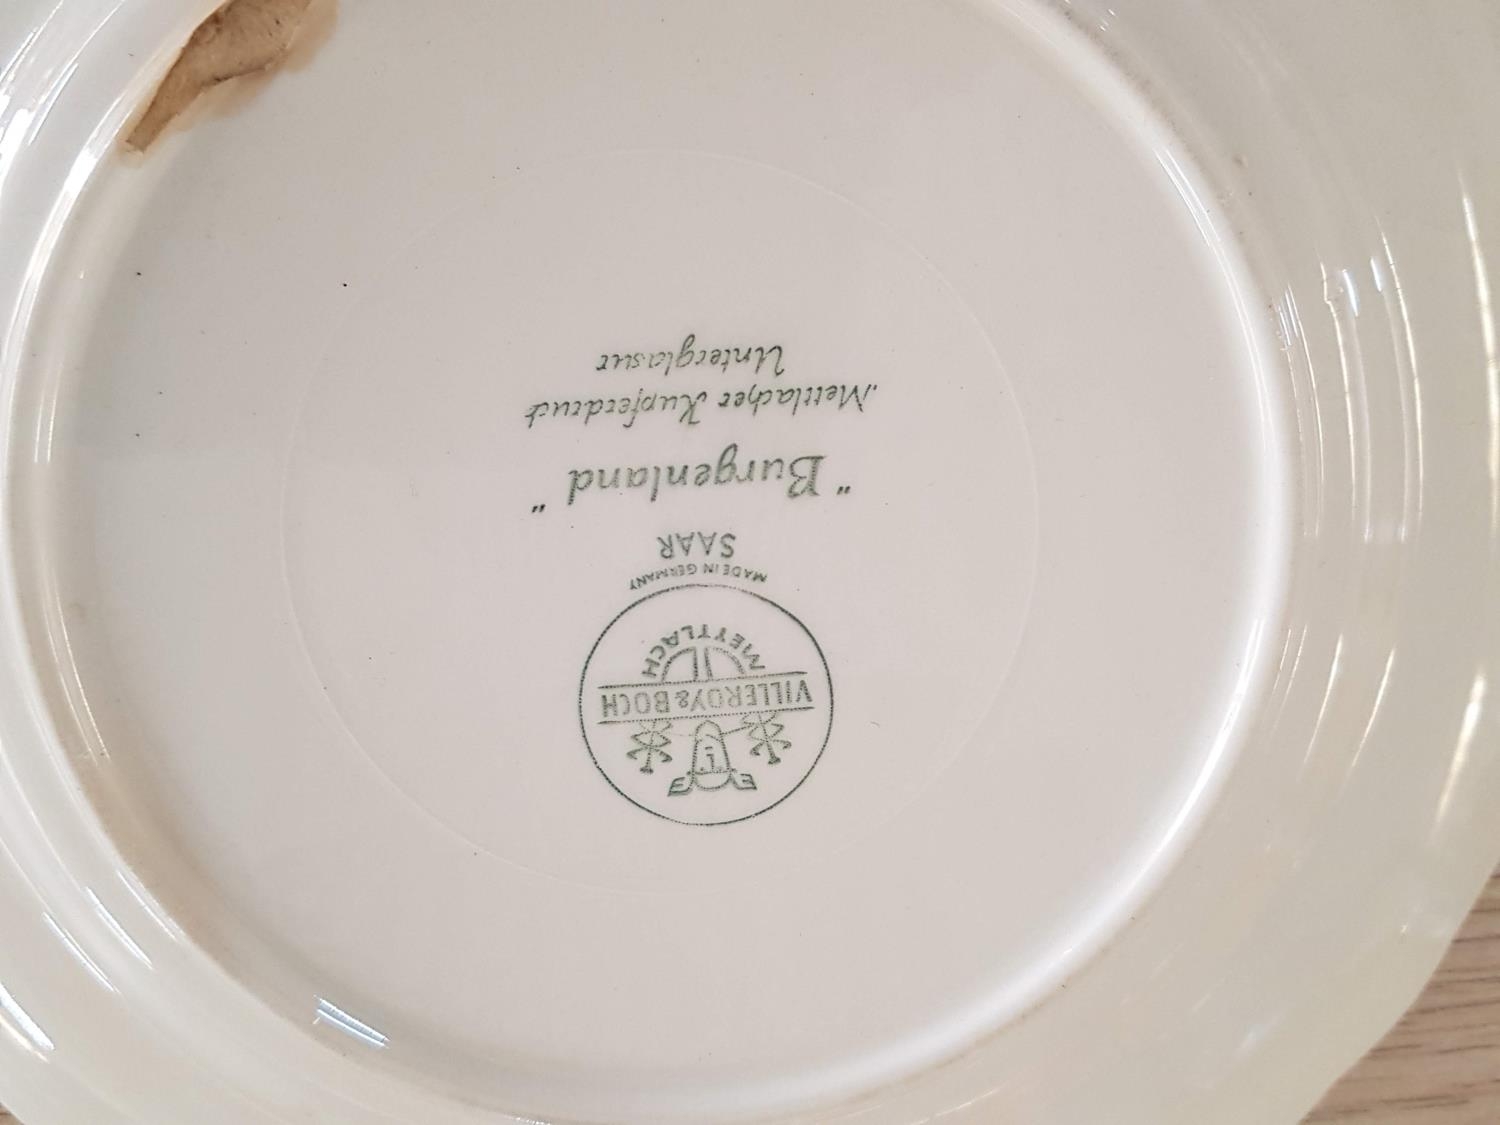 VILLEROY & BOCH
METTLACH
MADE IN GERMANY
SAAR
"Burgenland"
Mettlacher Kupferdruck
Unterglasur